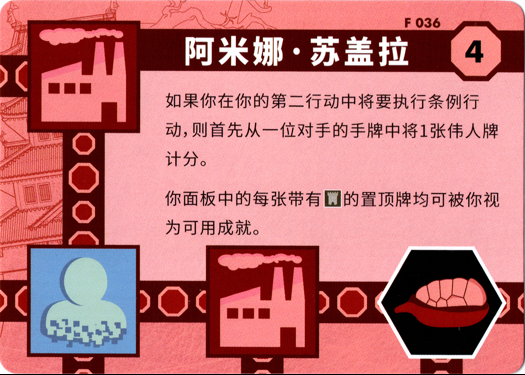 F 036
阿米娜·苏盖拉
4
如果你在你的第二行动中将要执行条例行
动,则首先从一位对手的手牌中将1张伟人牌
计分。
你面板中的每张带有的置顶牌均可被你视
为可用成就。